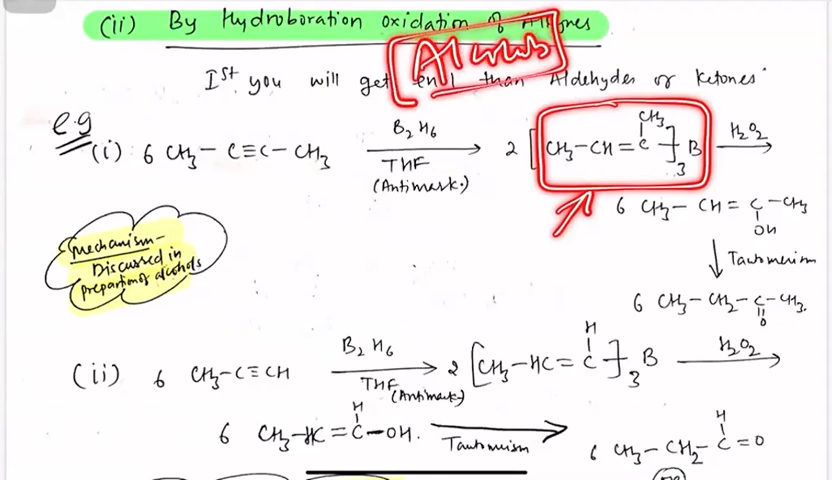 (ii) By Hydroboration oxidation of Alkynes
Ist you will get enol than Aldehydes or ketones
e.g
(i) 6 CH3 – C≡C – CH3 B2H6 THF (Antimark.) 2 [CH3–CH=C(CH3)]3 B H2O2
6 CH3 – CH = C(OH) – CH3
Tautomerism
6 CH3 – CH2 – C(=O) – CH3.
Mechanism –
Discussed in
prepartion of alcohols
(ii) 6 CH3–C≡CH B2H6 THF (Antimark) 2 [CH3–HC=C(H)]3 B H2O2
6 CH3–HC=C(H)–OH. Tautomerism 6 CH3–CH2–C(H)=O